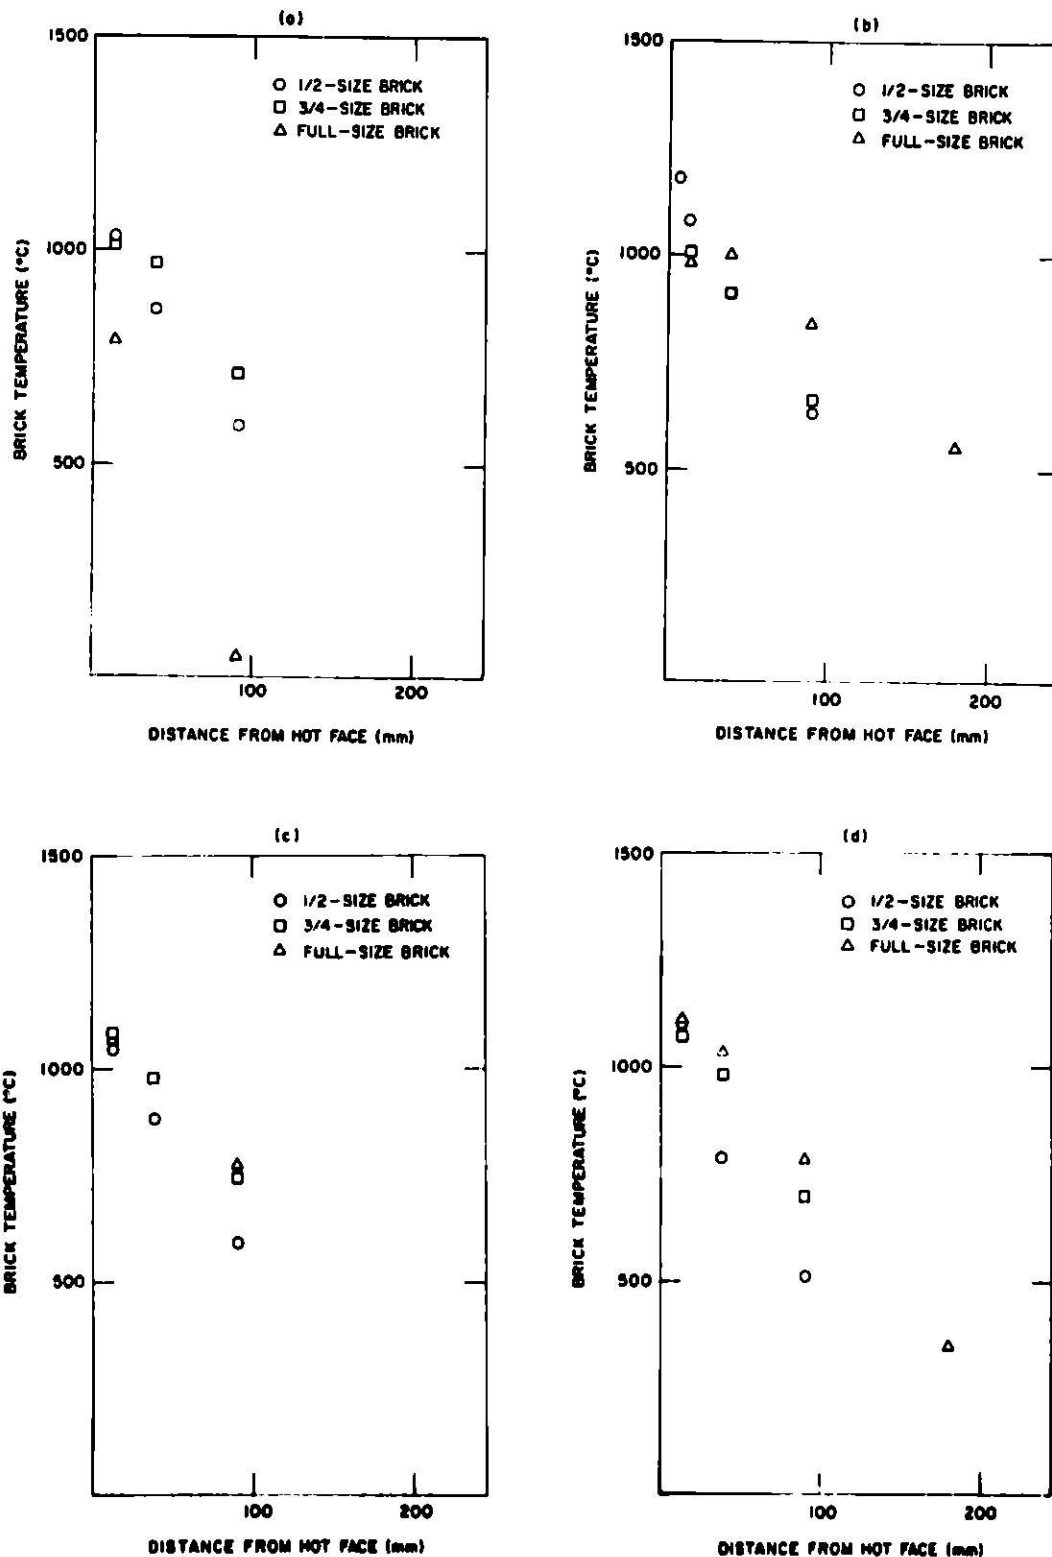 (a)
1500
○ 1/2-SIZE BRICK
□ 3/4-SIZE BRICK
△ FULL-SIZE BRICK
1000
500
BRICK TEMPERATURE (°C)
100
200
DISTANCE FROM HOT FACE (mm)
(b)
1500
○ 1/2-SIZE BRICK
□ 3/4-SIZE BRICK
△ FULL-SIZE BRICK
1000
500
BRICK TEMPERATURE (°C)
100
200
DISTANCE FROM HOT FACE (mm)
(c)
1500
○ 1/2-SIZE BRICK
□ 3/4-SIZE BRICK
△ FULL-SIZE BRICK
1000
500
BRICK TEMPERATURE (°C)
100
200
DISTANCE FROM HOT FACE (mm)
(d)
1500
○ 1/2-SIZE BRICK
□ 3/4-SIZE BRICK
△ FULL-SIZE BRICK
1000
500
BRICK TEMPERATURE (°C)
100
200
DISTANCE FROM HOT FACE (mm)